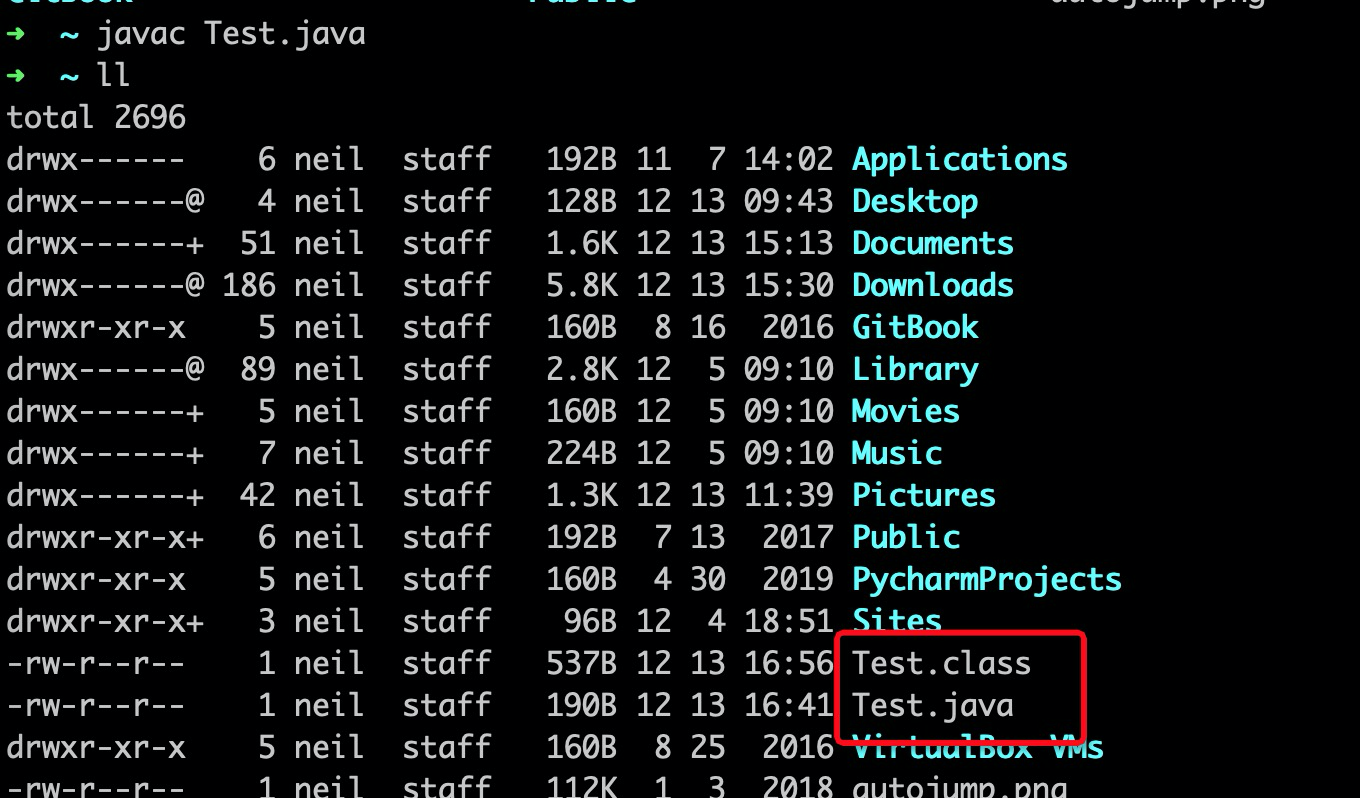 GitBook Public autojump.png
➜ ~ javac Test.java
➜ ~ ll
total 2696
drwx------ 6 neil staff 192B 11 7 14:02 Applications
drwx------@ 4 neil staff 128B 12 13 09:43 Desktop
drwx------+ 51 neil staff 1.6K 12 13 15:13 Documents
drwx------@ 186 neil staff 5.8K 12 13 15:30 Downloads
drwxr-xr-x 5 neil staff 160B 8 16 2016 GitBook
drwx------@ 89 neil staff 2.8K 12 5 09:10 Library
drwx------+ 5 neil staff 160B 12 5 09:10 Movies
drwx------+ 7 neil staff 224B 12 5 09:10 Music
drwx------+ 42 neil staff 1.3K 12 13 11:39 Pictures
drwxr-xr-x+ 6 neil staff 192B 7 13 2017 Public
drwxr-xr-x 5 neil staff 160B 4 30 2019 PycharmProjects
drwxr-xr-x+ 3 neil staff 96B 12 4 18:51 Sites
-rw-r--r-- 1 neil staff 537B 12 13 16:56 Test.class
-rw-r--r-- 1 neil staff 190B 12 13 16:41 Test.java
drwxr-xr-x 5 neil staff 160B 8 25 2016 VirtualBox VMs
-rw-r--r-- 1 neil staff 112K 1 3 2018 autojump.png